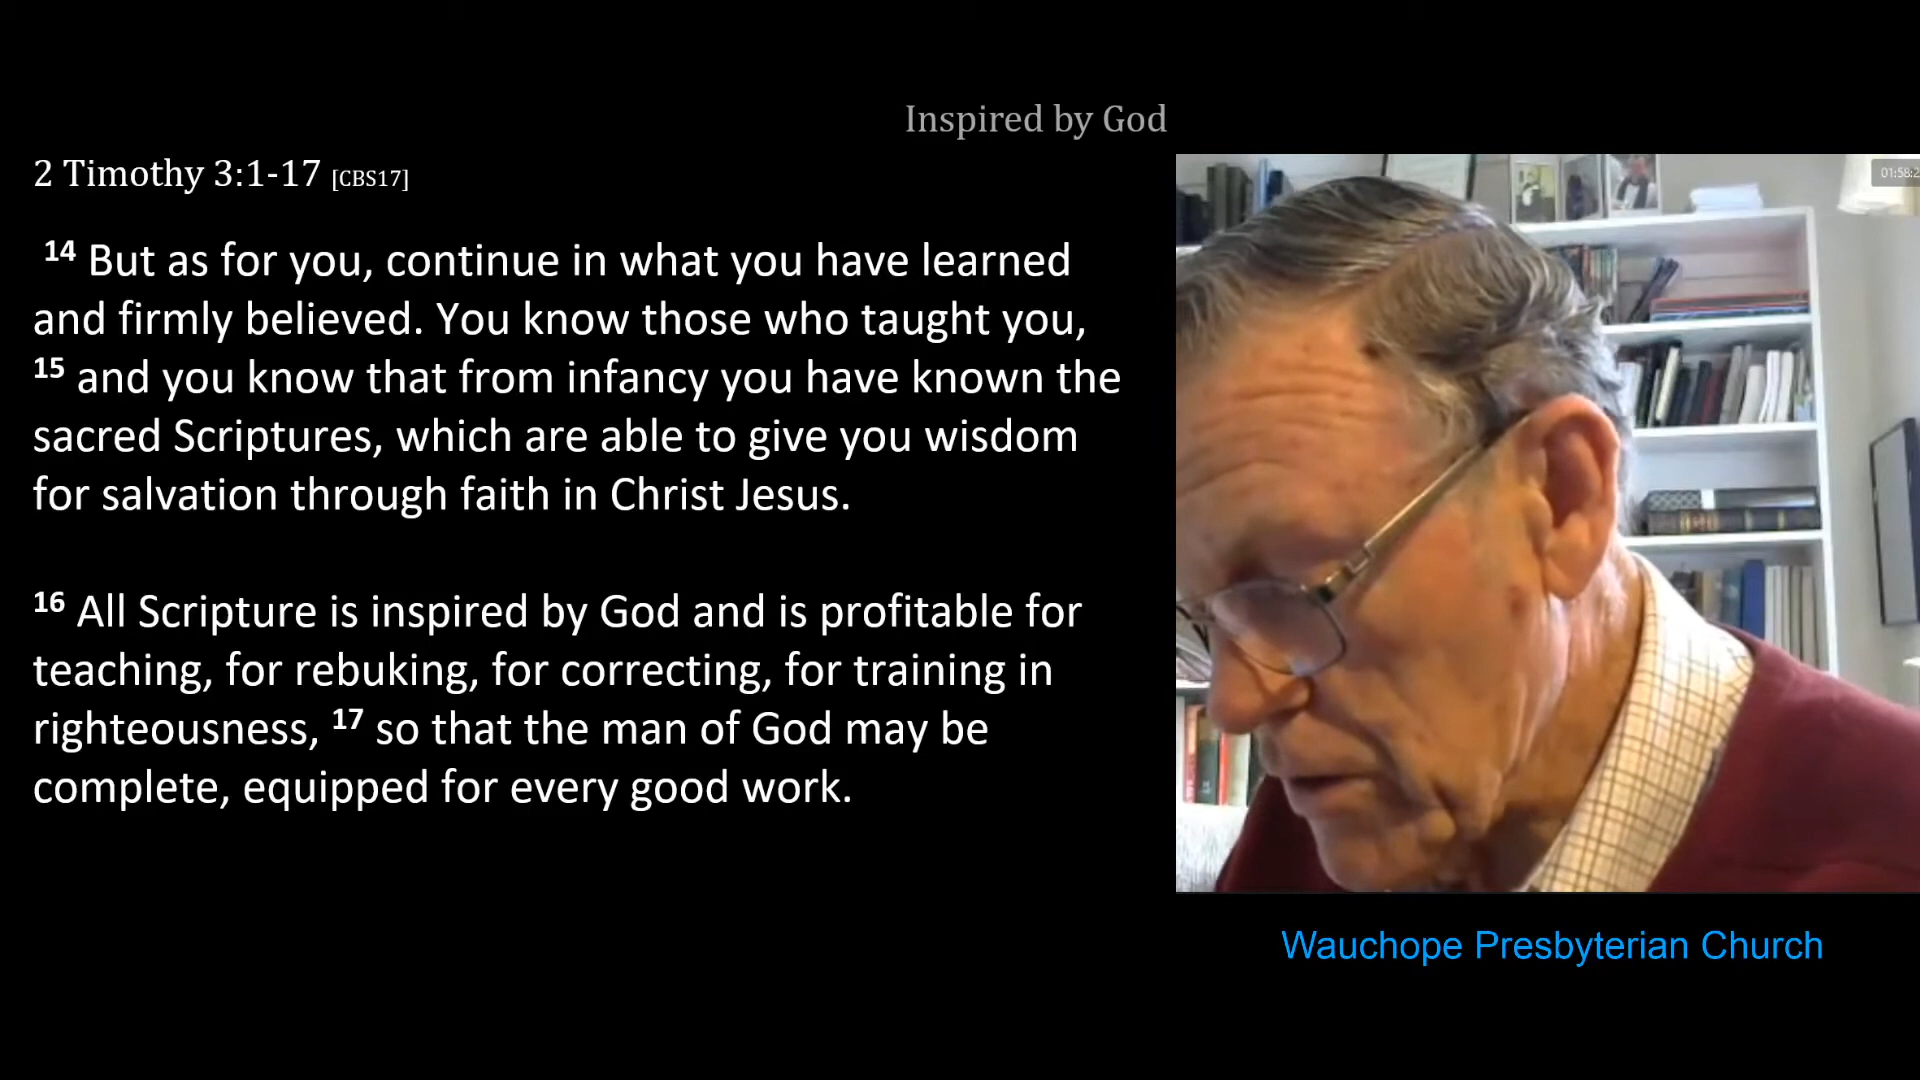 Inspired by God
2 Timothy 3:1-17 [CBS17]
14 But as for you, continue in what you have learned
and firmly believed. You know those who taught you,
15 and you know that from infancy you have known the
sacred Scriptures, which are able to give you wisdom
for salvation through faith in Christ Jesus.
16 All Scripture is inspired by God and is profitable for
teaching, for rebuking, for correcting, for training in
righteousness, 17 so that the man of God may be
complete, equipped for every good work.
01:58:2
Wauchope Presbyterian Church